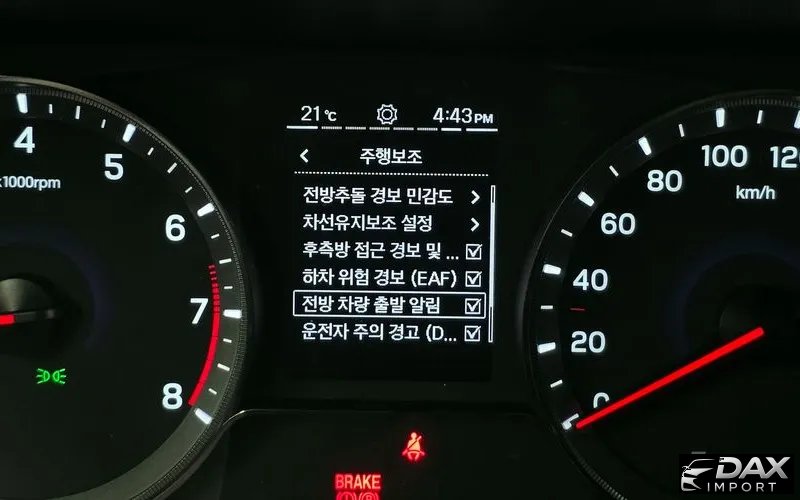 21°C 4:43PM
주행보조
전방추돌 경보 민감도
차선유지보조 설정
후측방 접근 경보 및 ...
하차 위험 경보 (EAF)
전방 차량 출발 알림
운전자 주의 경고 (D...
4
5
x1000rpm
6
7
8
100
120
80
km/h
60
40
20
0
BRAKE
DAX
IMPORT